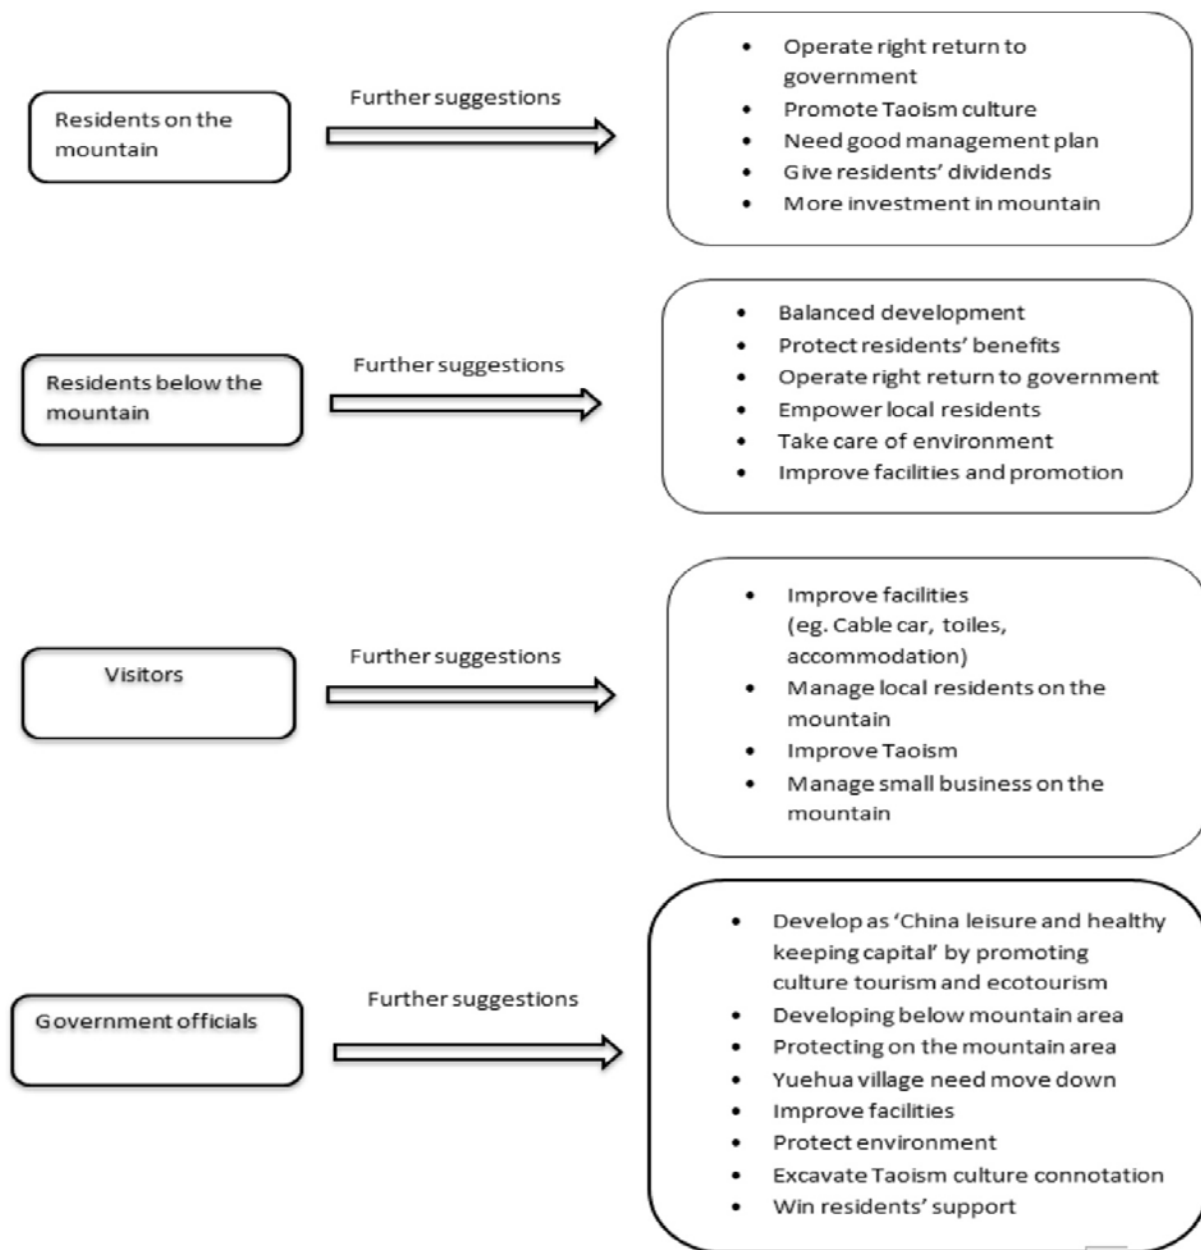 Residents on the
mountain
Further suggestions
• Operate right return to
government
• Promote Taoism culture
• Need good management plan
• Give residents’ dividends
• More investment in mountain
Residents below the
mountain
Further suggestions
• Balanced development
• Protect residents’ benefits
• Operate right return to government
• Empower local residents
• Take care of environment
• Improve facilities and promotion
Visitors
Further suggestions
• Improve facilities
(eg. Cable car, toiles,
accommodation)
• Manage local residents on the
mountain
• Improve Taoism
• Manage small business on the
mountain
Government officials
Further suggestions
• Develop as ‘China leisure and healthy
keeping capital’ by promoting
culture tourism and ecotourism
• Developing below mountain area
• Protecting on the mountain area
• Yuehua village need move down
• Improve facilities
• Protect environment
• Excavate Taoism culture connotation
• Win residents’ support